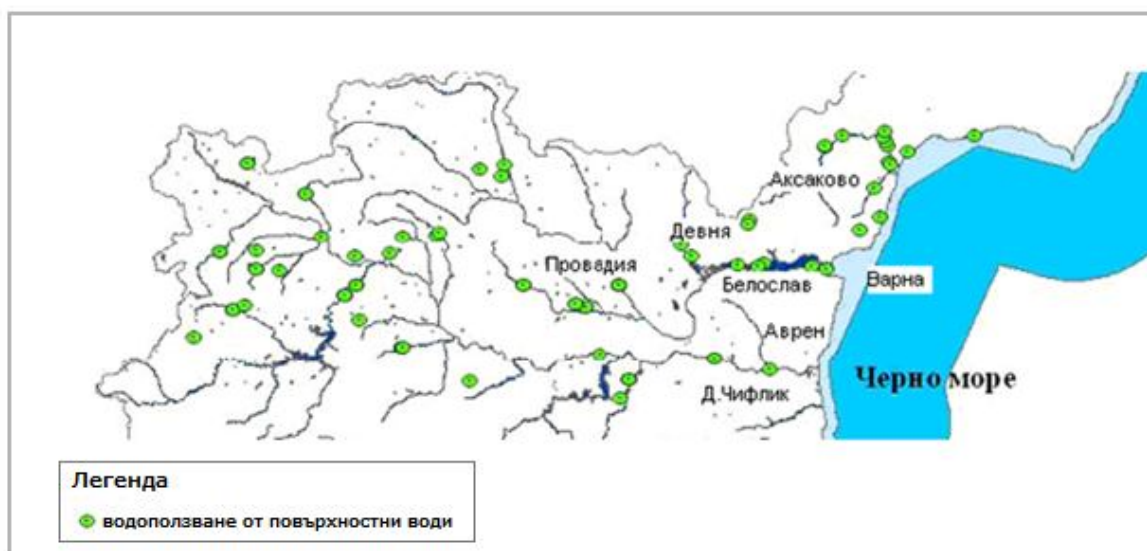 Аксаково
Девня
Провадия
Белослав
Варна
Аврен
Черно море
Д.Чифлик
Легенда
водоползване от повърхностни води